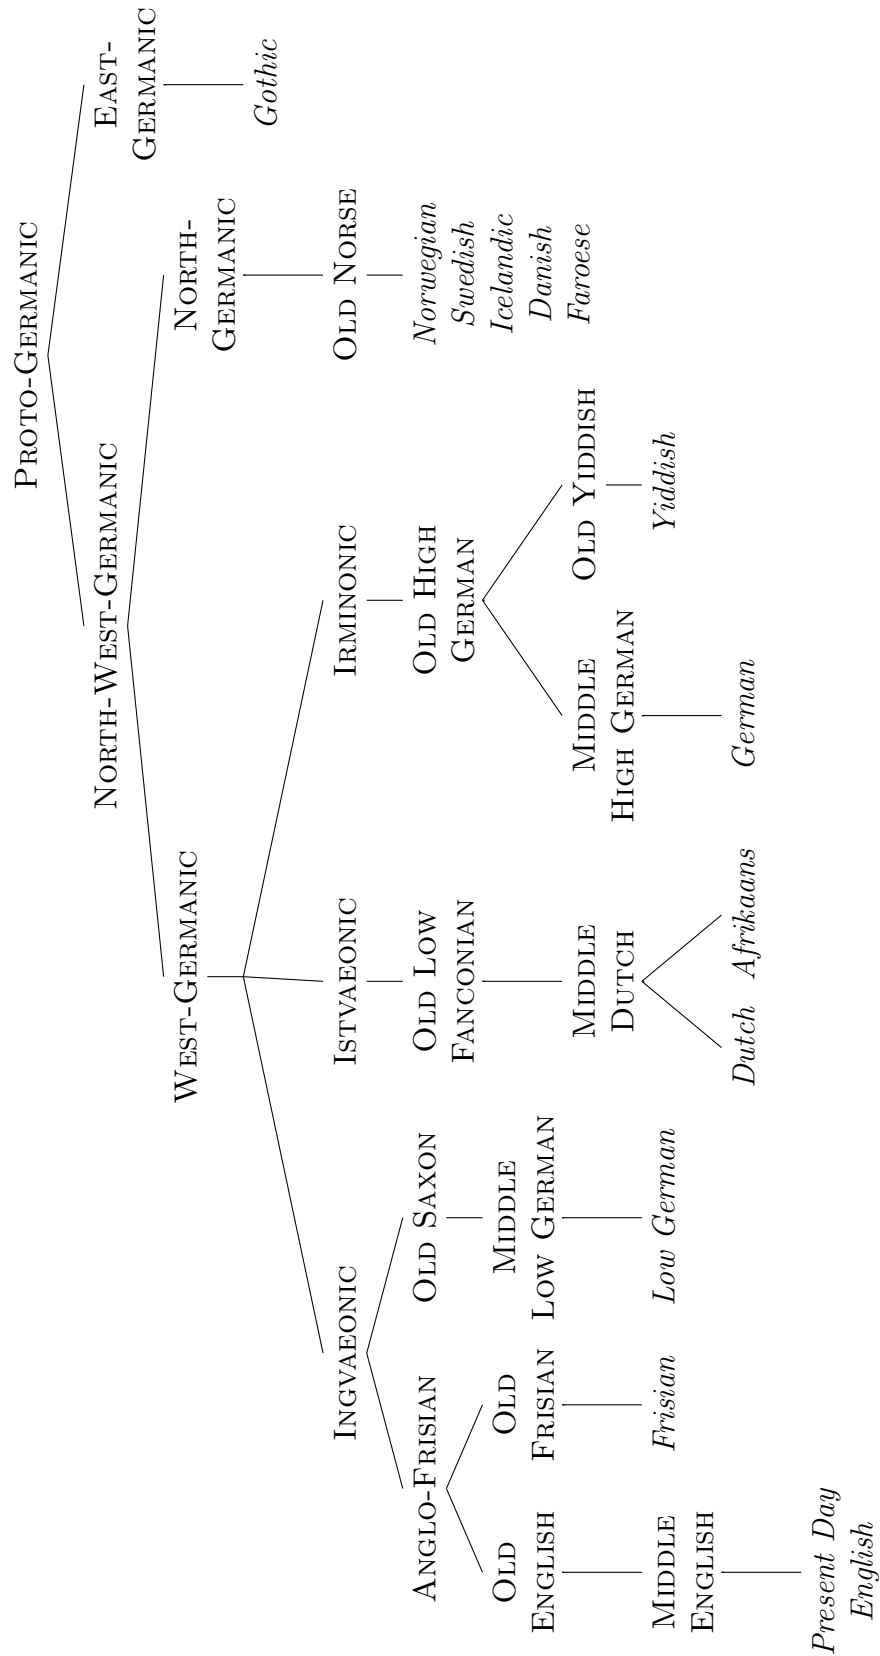 PROTO-GERMANIC
NORTH-WEST-GERMANIC
EAST-
GERMANIC
WEST-GERMANIC
NORTH-
GERMANIC
Gothic
INGVAEONIC
ISTVAEONIC
IRMINONIC
OLD NORSE
ANGLO-FRISIAN
OLD SAXON
OLD LOW
FANCONIAN
OLD HIGH
GERMAN
Norwegian
Swedish
Icelandic
Danish
Faroese
OLD
ENGLISH
OLD
FRISIAN
MIDDLE
LOW GERMAN
MIDDLE
DUTCH
MIDDLE
HIGH GERMAN
OLD YIDDISH
MIDDLE
ENGLISH
Frisian
Low German
Dutch
Afrikaans
German
Yiddish
Present Day
English